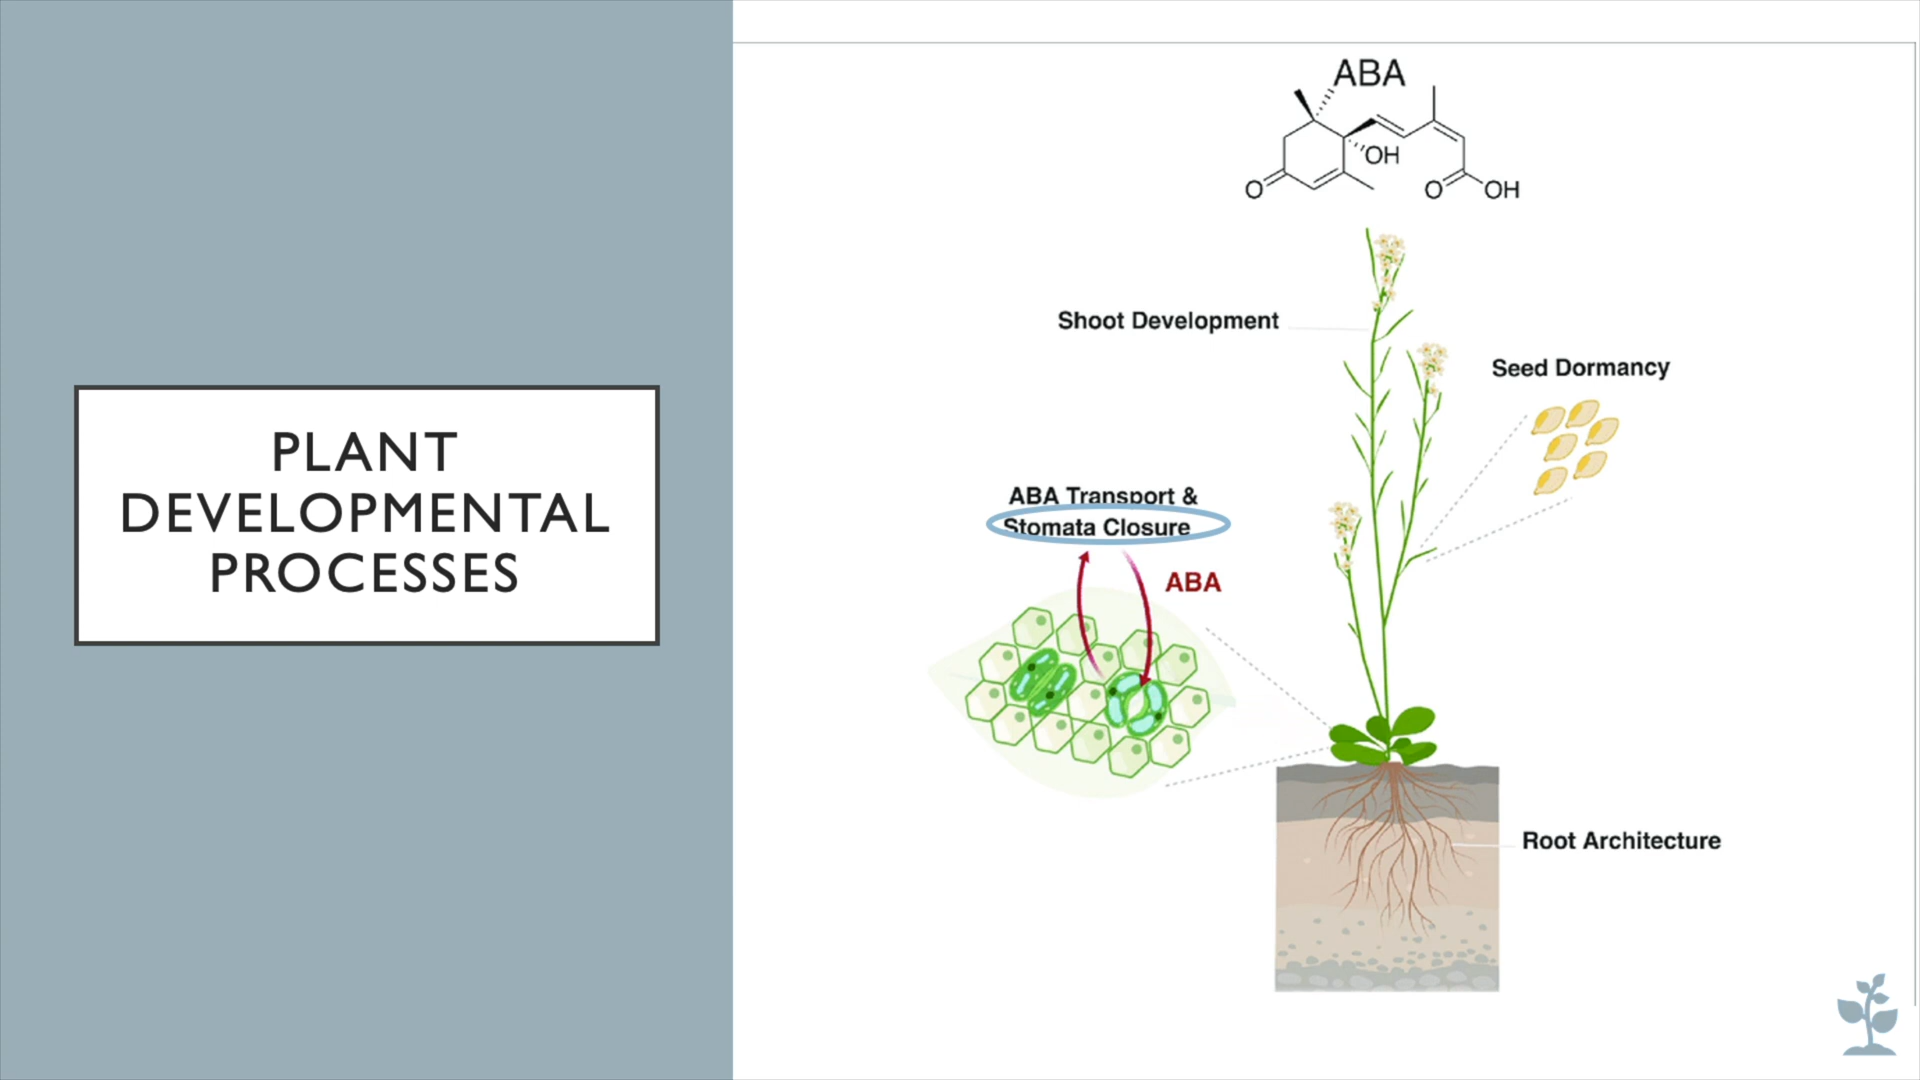 PLANT
DEVELOPMENTAL
PROCESSES
ABA
OH
O
O
OH
Shoot Development
Seed Dormancy
ABA Transport &
Stomata Closure
ABA
Root Architecture